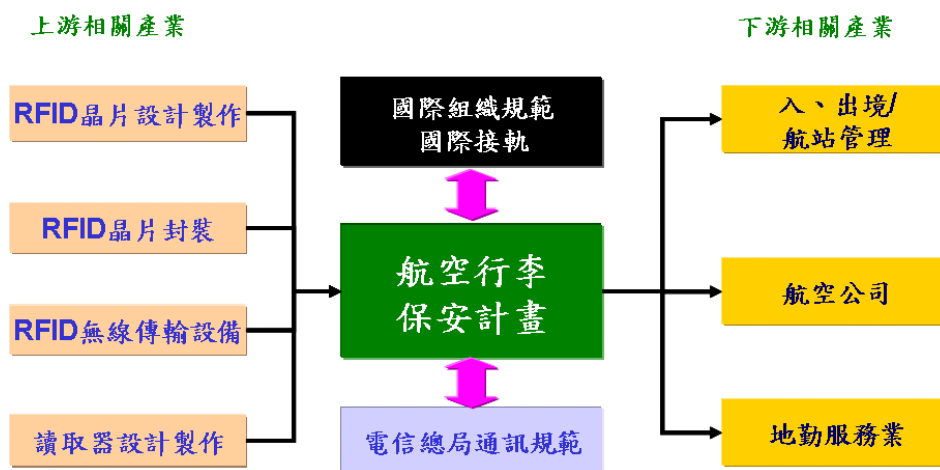 上游相關產業
下游相關產業
RFID晶片設計製作
RFID晶片封裝
RFID無線傳輸設備
讀取器設計製作
國際組織規範
國際接軌
航空行李
保安計畫
電信總局通訊規範
入、出境/
航站管理
航空公司
地勤服務業